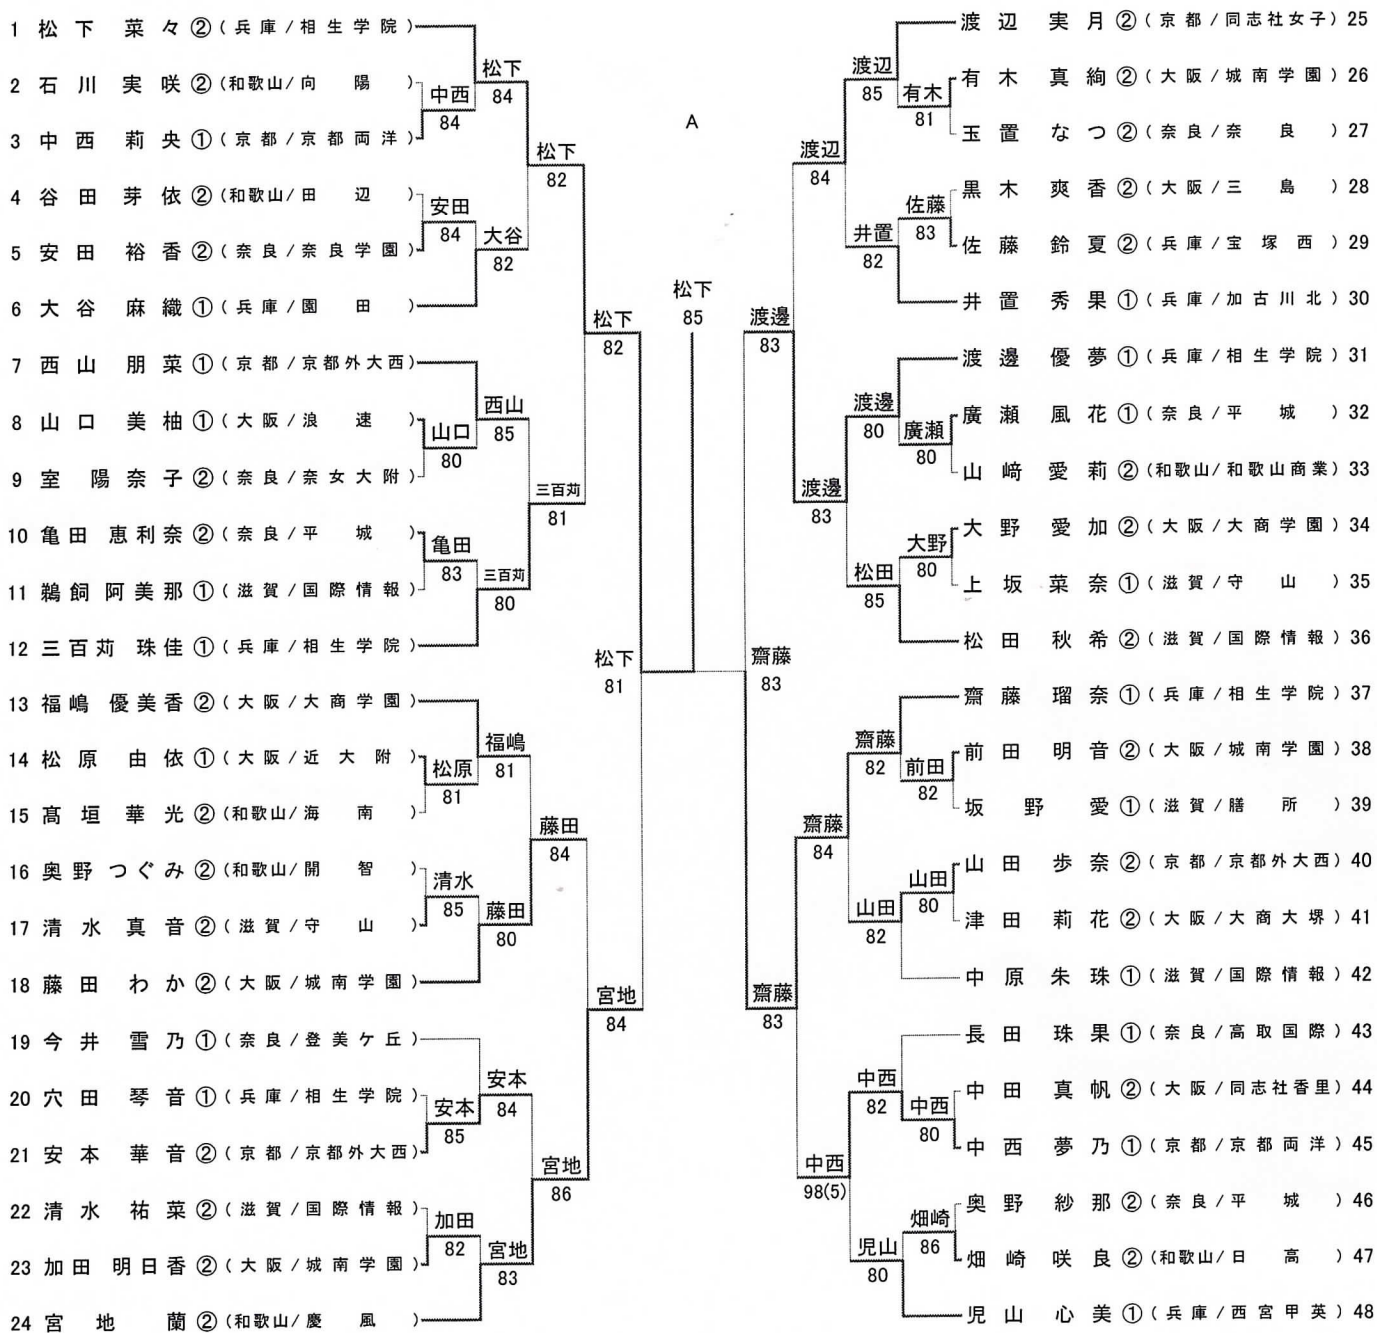 1 松下 菜々②(兵庫/相生学院)
2 石川 実咲②(和歌山/向陽)
3 中西 莉央①(京都/京都両洋)
4 谷田 芽依②(和歌山/田辺)
5 安田 裕香②(奈良/奈良学園)
6 大谷 麻織①(兵庫/園田)
7 西山 朋菜①(京都/京都外大西)
8 山口 美柚①(大阪/浪速)
9 室 陽奈子②(奈良/奈女大附)
10 亀田 恵利奈②(奈良/平城)
11 鵜飼 阿美那①(滋賀/国際情報)
12 三百苅 珠佳①(兵庫/相生学院)
13 福嶋 優美香②(大阪/大商学園)
14 松原 由依①(大阪/近大附)
15 髙垣 華光②(和歌山/海南)
16 奥野 つぐみ②(和歌山/開智)
17 清水 真音②(滋賀/守山)
18 藤田 わか②(大阪/城南学園)
19 今井 雪乃①(奈良/登美ケ丘)
20 穴田 琴音①(兵庫/相生学院)
21 安本 華音②(京都/京都外大西)
22 清水 祐菜②(滋賀/国際情報)
23 加田 明日香②(大阪/城南学園)
24 宮地 蘭②(和歌山/慶風)
中西
84
安田
84
山口
80
亀田
83
松原
81
清水
85
安本
85
加田
82
松下
84
大谷
82
西山
85
三百苅
80
福嶋
81
藤田
80
安本
84
宮地
83
松下
82
三百苅
81
藤田
84
宮地
86
松下
82
宮地
84
松下
81
A
松下
85
齋藤
83
渡邊
83
齋藤
83
渡辺
84
渡邊
83
齋藤
84
中西
98(5)
渡辺
85
井置
82
渡邊
80
松田
85
齋藤
82
山田
82
中西
82
児山
80
有木
81
佐藤
83
廣瀬
80
大野
80
前田
82
山田
80
中西
80
畑崎
86
渡辺 実月②(京都/同志社女子)25
有木 真絢②(大阪/城南学園)26
玉置 なつ②(奈良/奈良)27
黒木 爽香②(大阪/三島)28
佐藤 鈴夏②(兵庫/宝塚西)29
井置 秀果①(兵庫/加古川北)30
渡邊 優夢①(兵庫/相生学院)31
廣瀬 風花①(奈良/平城)32
山﨑 愛莉②(和歌山/和歌山商業)33
大野 愛加②(大阪/大商学園)34
上坂 菜奈①(滋賀/守山)35
松田 秋希②(滋賀/国際情報)36
齋藤 瑠奈①(兵庫/相生学院)37
前田 明音②(大阪/城南学園)38
坂野 愛①(滋賀/膳所)39
山田 歩奈②(京都/京都外大西)40
津田 莉花②(大阪/大商大堺)41
中原 朱珠①(滋賀/国際情報)42
長田 珠果①(奈良/高取国際)43
中田 真帆②(大阪/同志社香里)44
中西 夢乃①(京都/京都両洋)45
奥野 紗那②(奈良/平城)46
畑崎 咲良②(和歌山/日高)47
児山 心美①(兵庫/西宮甲英)48